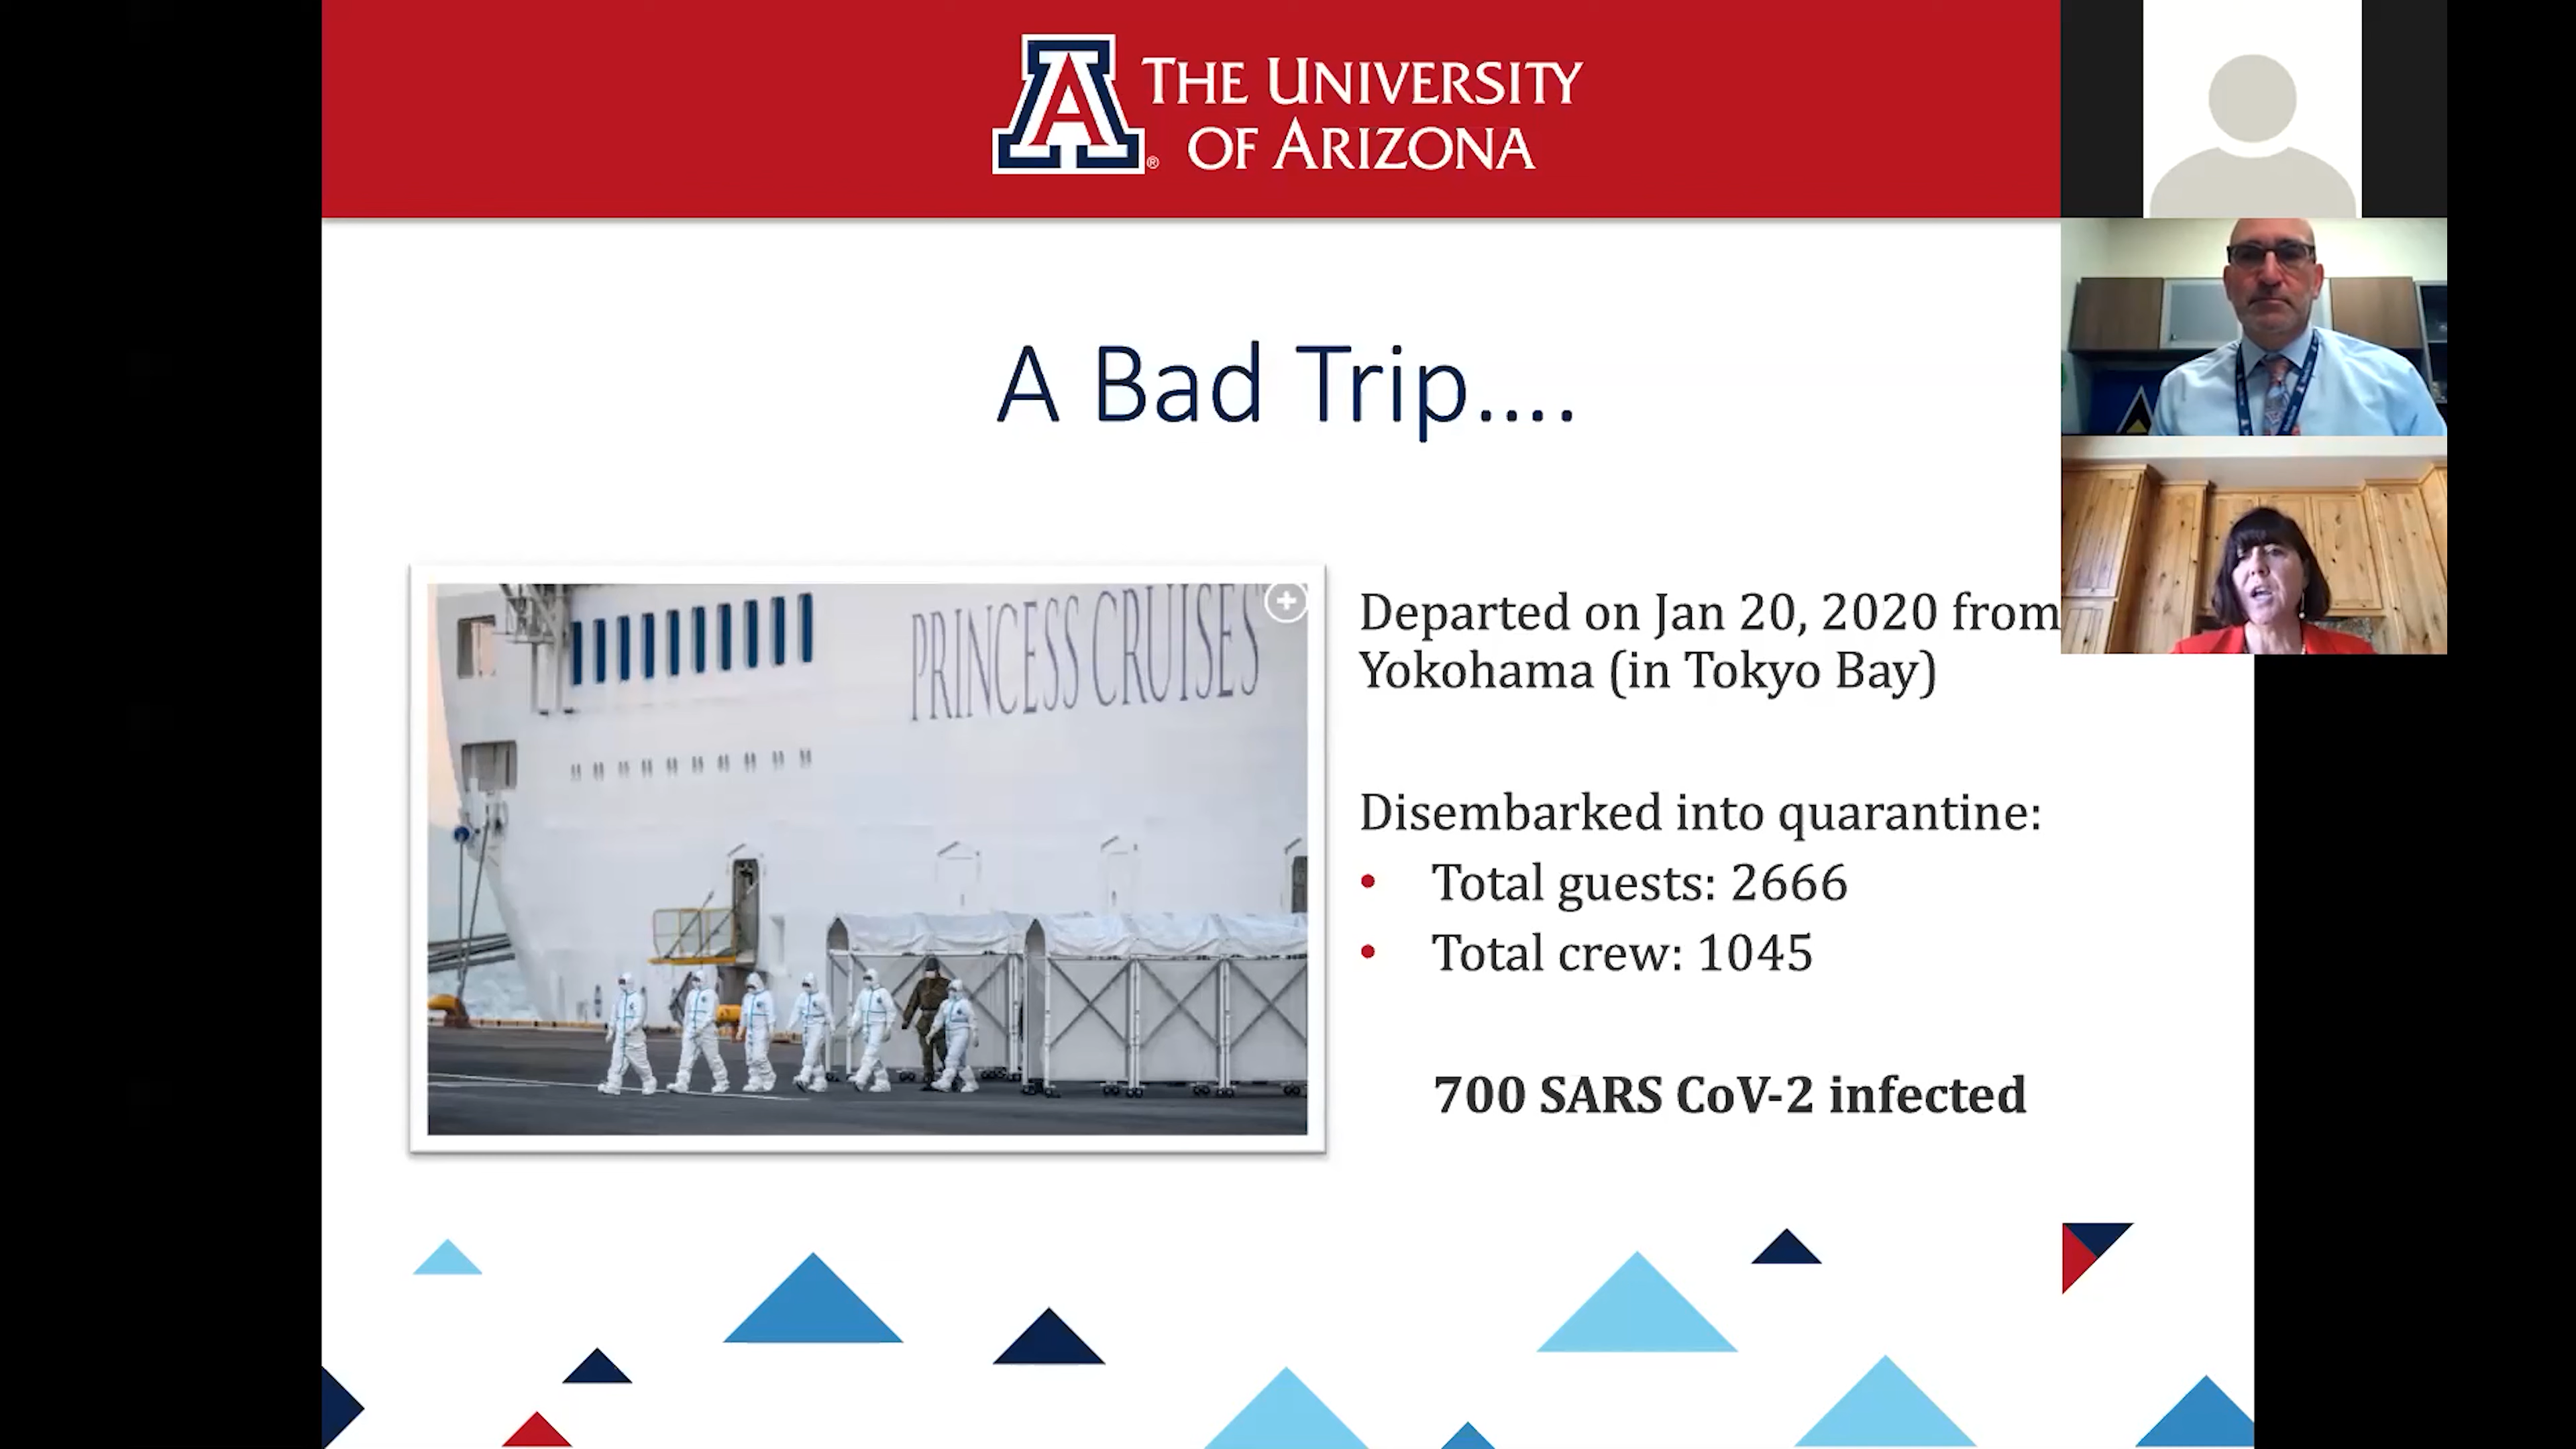 THE UNIVERSITY
OF ARIZONA
A
®
A Bad Trip....
PRINCESS CRUISES
Departed on Jan 20, 2020 from
Yokohama (in Tokyo Bay)
Disembarked into quarantine:
• Total guests: 2666
• Total crew: 1045
700 SARS CoV-2 infected